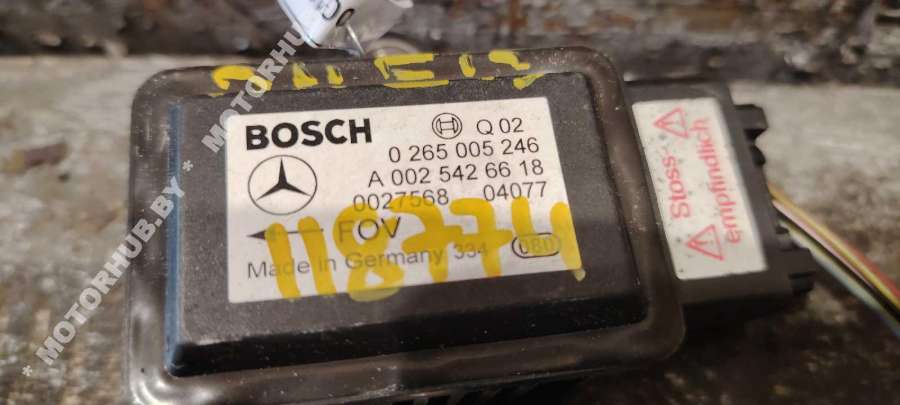 BOSCH
Q 02
0 265 005 246
A 002 542 66 18
0027568 04077
FOV
Made in Germany 334 080
118774
Stoss-
empfindlich
* MOTORHUB.BY * MOTORHUB